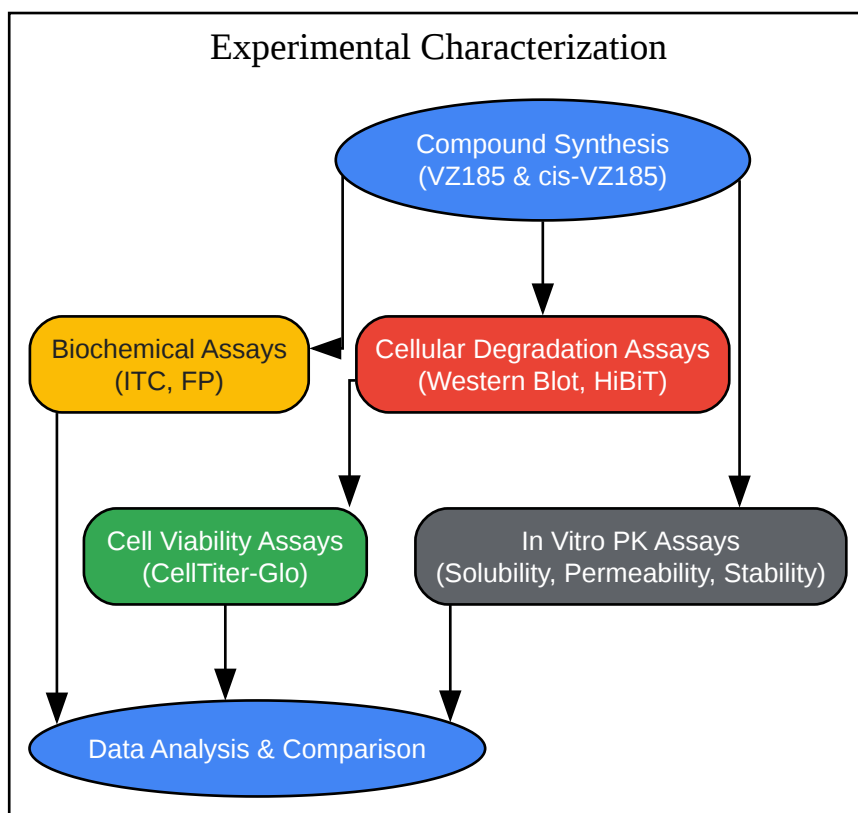 Experimental Characterization
Compound Synthesis
(VZ185 & cis-VZ185)
Biochemical Assays
(ITC, FP)
Cellular Degradation Assays
(Western Blot, HiBiT)
Cell Viability Assays
(CellTiter-Glo)
In Vitro PK Assays
(Solubility, Permeability, Stability)
Data Analysis & Comparison